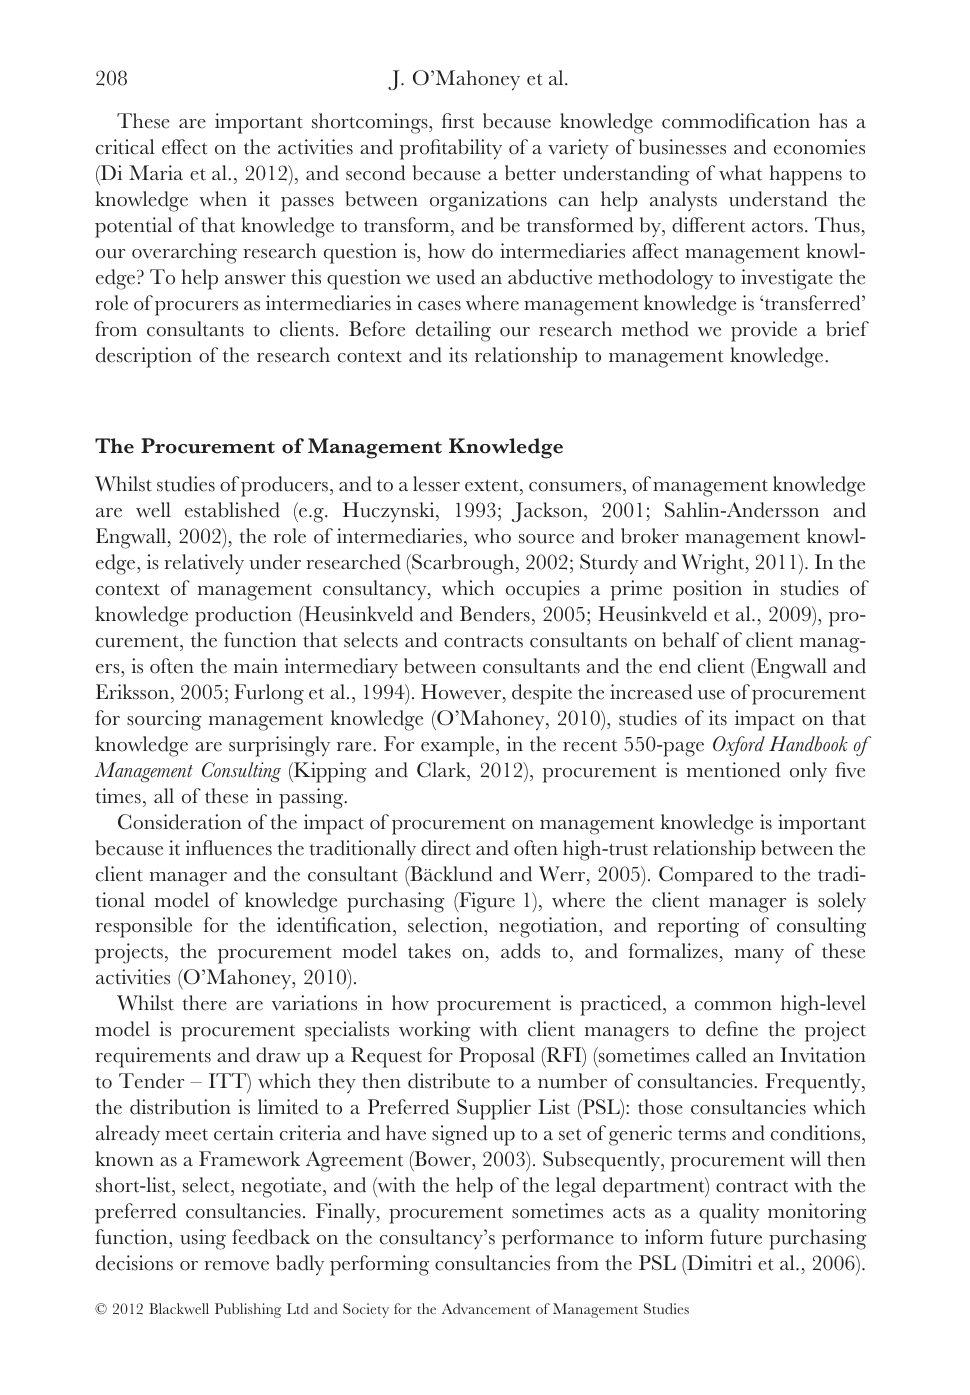 208
J. O’Mahoney et al.
These are important shortcomings, first because knowledge commodification has a
critical effect on the activities and profitability of a variety of businesses and economies
(Di Maria et al., 2012), and second because a better understanding of what happens to
knowledge when it passes between organizations can help analysts understand the
potential of that knowledge to transform, and be transformed by, different actors. Thus,
our overarching research question is, how do intermediaries affect management knowl-
edge? To help answer this question we used an abductive methodology to investigate the
role of procurers as intermediaries in cases where management knowledge is ‘transferred’
from consultants to clients. Before detailing our research method we provide a brief
description of the research context and its relationship to management knowledge.
The Procurement of Management Knowledge
Whilst studies of producers, and to a lesser extent, consumers, of management knowledge
are well established (e.g. Huczynski, 1993; Jackson, 2001; Sahlin-Andersson and
Engwall, 2002), the role of intermediaries, who source and broker management knowl-
edge, is relatively under researched (Scarbrough, 2002; Sturdy and Wright, 2011). In the
context of management consultancy, which occupies a prime position in studies of
knowledge production (Heusinkveld and Benders, 2005; Heusinkveld et al., 2009), pro-
curement, the function that selects and contracts consultants on behalf of client manag-
ers, is often the main intermediary between consultants and the end client (Engwall and
Eriksson, 2005; Furlong et al., 1994). However, despite the increased use of procurement
for sourcing management knowledge (O’Mahoney, 2010), studies of its impact on that
knowledge are surprisingly rare. For example, in the recent 550-page Oxford Handbook of
Management Consulting (Kipping and Clark, 2012), procurement is mentioned only five
times, all of these in passing.
Consideration of the impact of procurement on management knowledge is important
because it influences the traditionally direct and often high-trust relationship between the
client manager and the consultant (Bäcklund and Werr, 2005). Compared to the tradi-
tional model of knowledge purchasing (Figure 1), where the client manager is solely
responsible for the identification, selection, negotiation, and reporting of consulting
projects, the procurement model takes on, adds to, and formalizes, many of these
activities (O’Mahoney, 2010).
Whilst there are variations in how procurement is practiced, a common high-level
model is procurement specialists working with client managers to define the project
requirements and draw up a Request for Proposal (RFI) (sometimes called an Invitation
to Tender – ITT) which they then distribute to a number of consultancies. Frequently,
the distribution is limited to a Preferred Supplier List (PSL): those consultancies which
already meet certain criteria and have signed up to a set of generic terms and conditions,
known as a Framework Agreement (Bower, 2003). Subsequently, procurement will then
short-list, select, negotiate, and (with the help of the legal department) contract with the
preferred consultancies. Finally, procurement sometimes acts as a quality monitoring
function, using feedback on the consultancy’s performance to inform future purchasing
decisions or remove badly performing consultancies from the PSL (Dimitri et al., 2006).
© 2012 Blackwell Publishing Ltd and Society for the Advancement of Management Studies